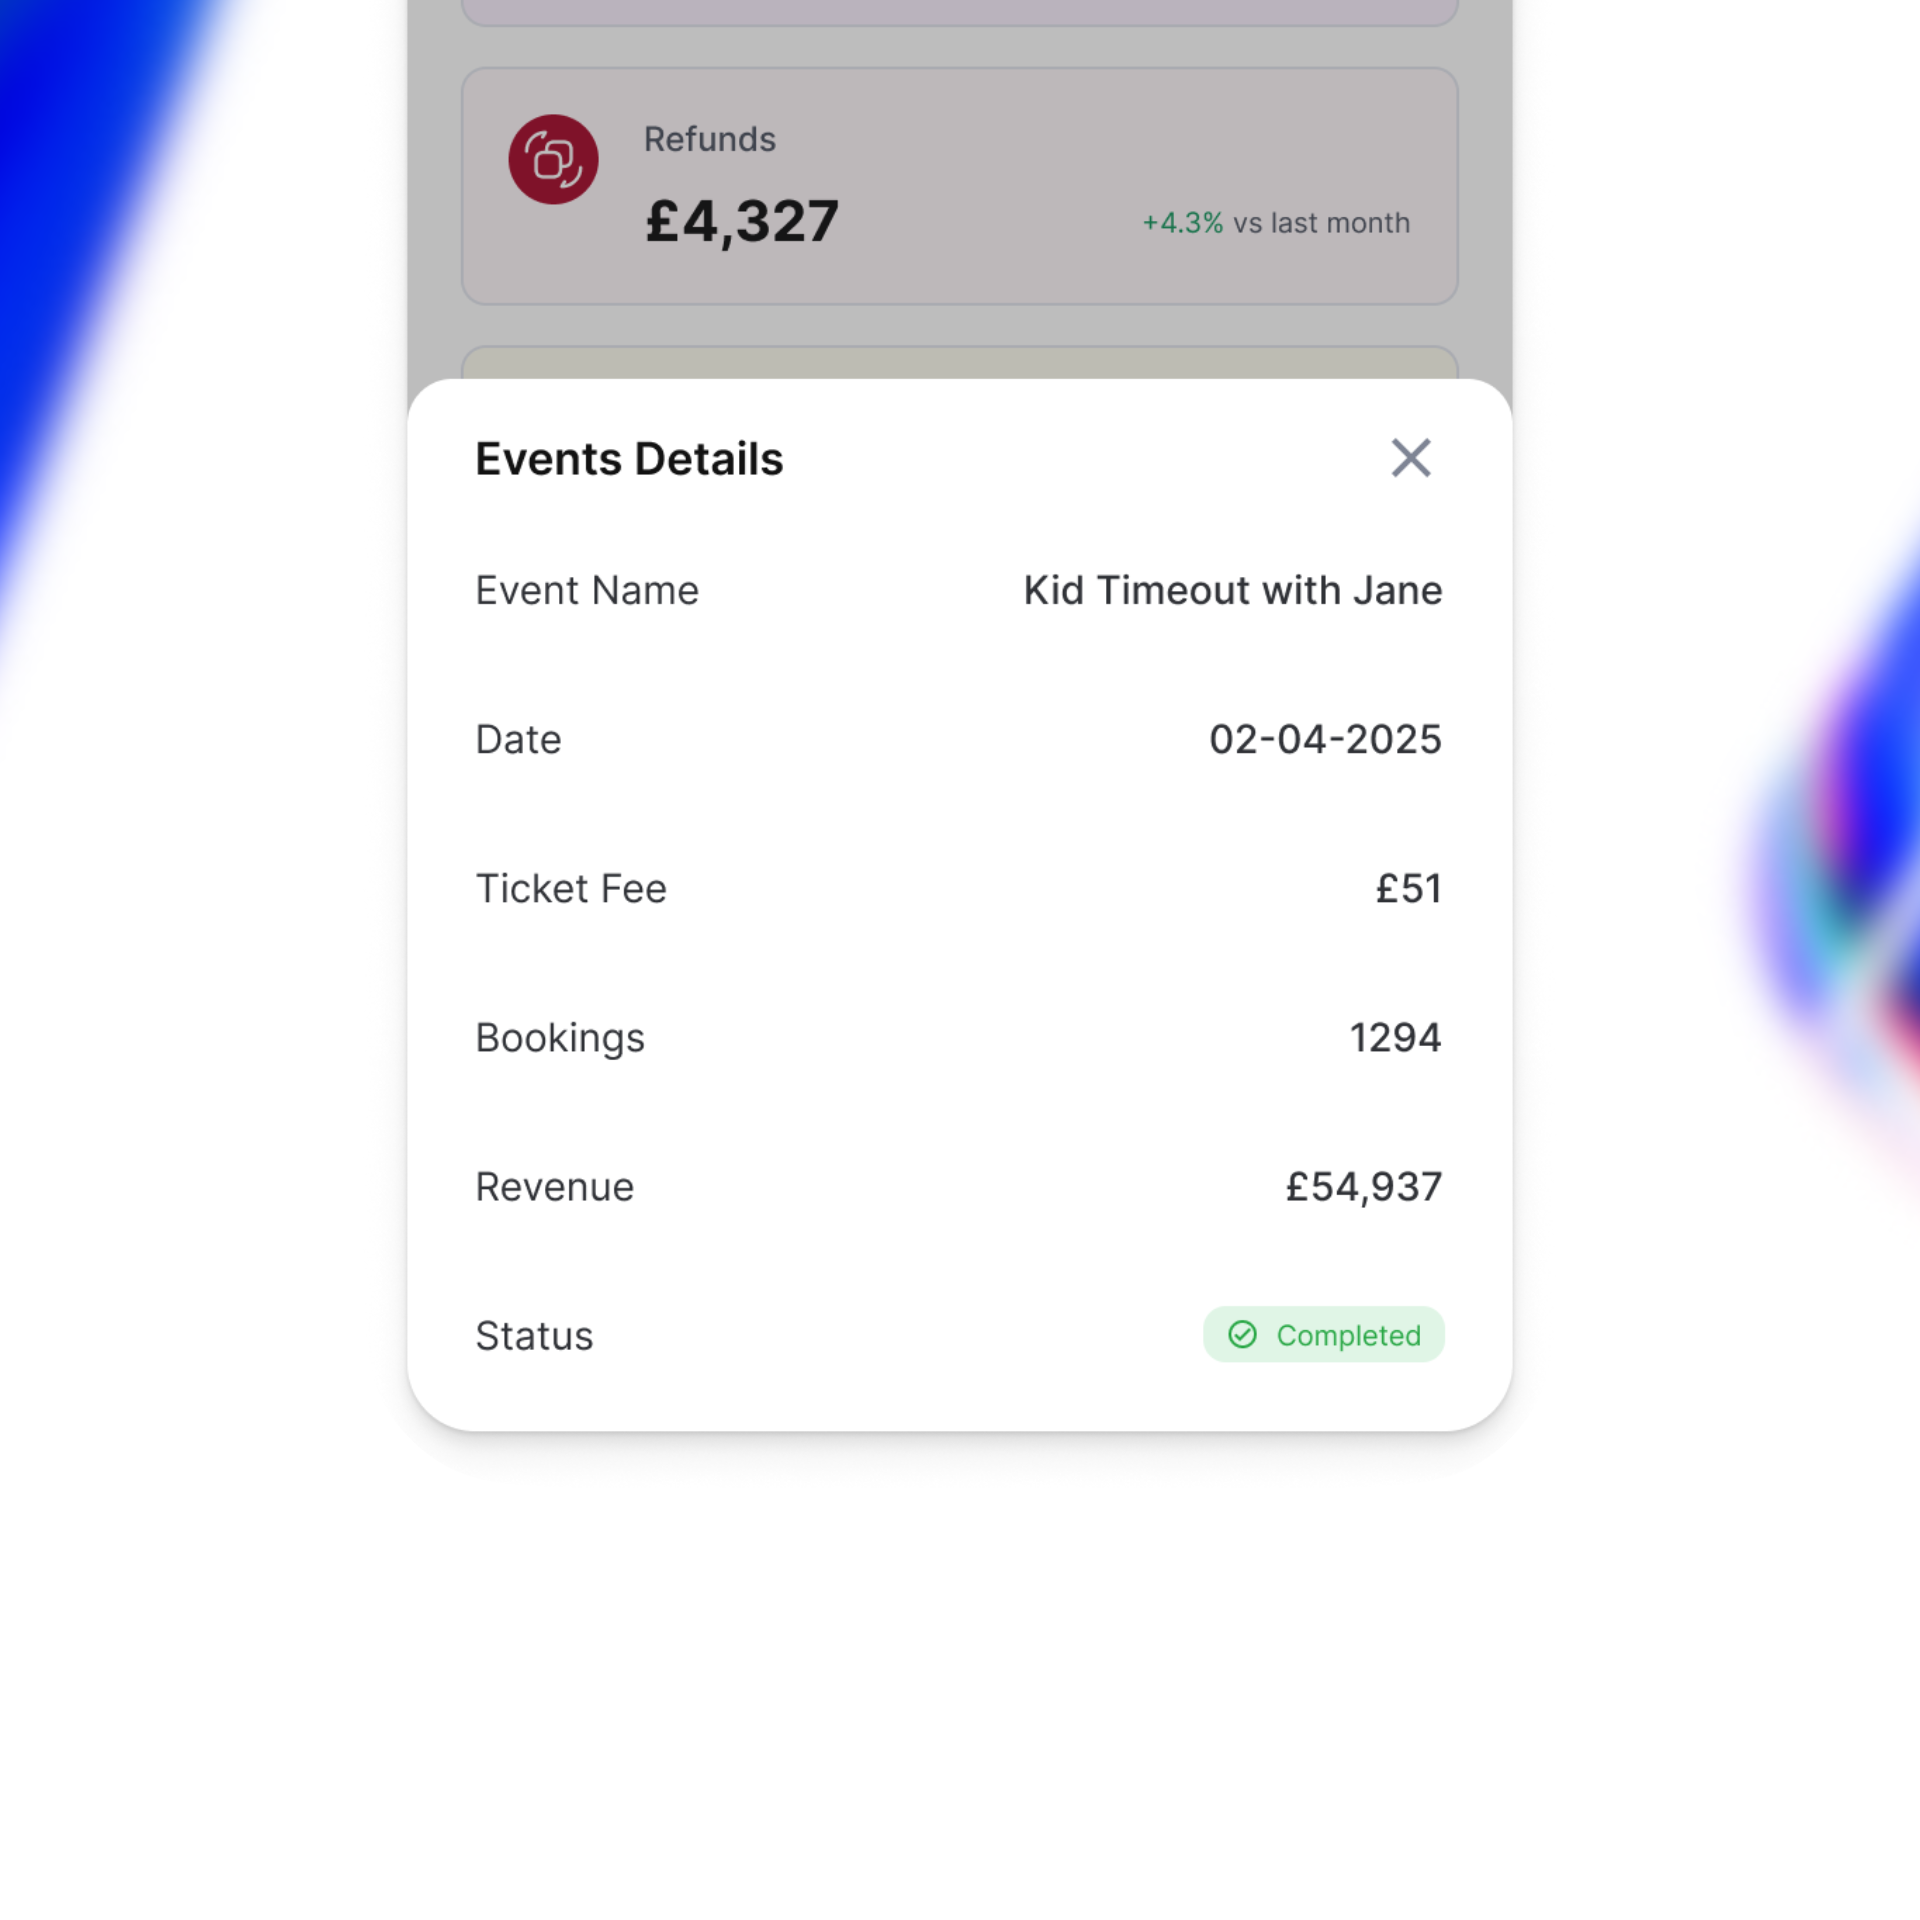 Refunds
£4,327
+4.3% vs last month
Events Details
Event Name
Kid Timeout with Jane
Date
02-04-2025
Ticket Fee
£51
Bookings
1294
Revenue
£54,937
Status
Completed